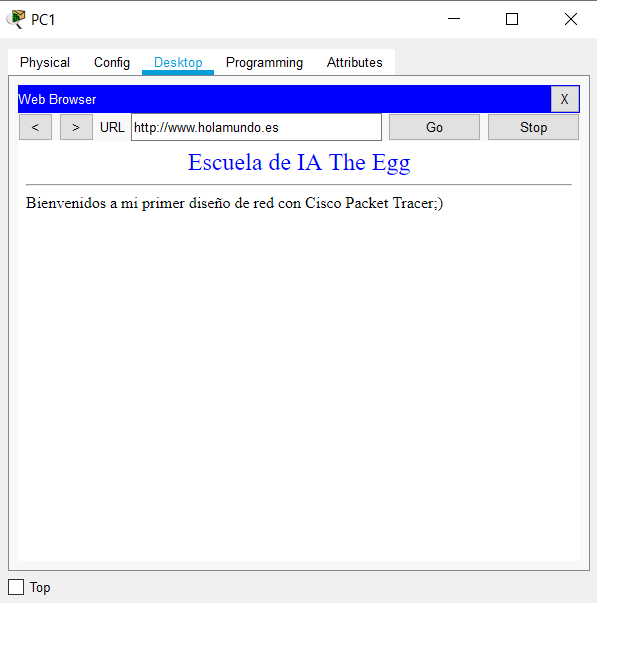 PC1
Physical Config Desktop Programming Attributes
Web Browser X
< > URL http://www.holamundo.es Go Stop
Escuela de IA The Egg
Bienvenidos a mi primer diseño de red con Cisco Packet Tracer;)
Top